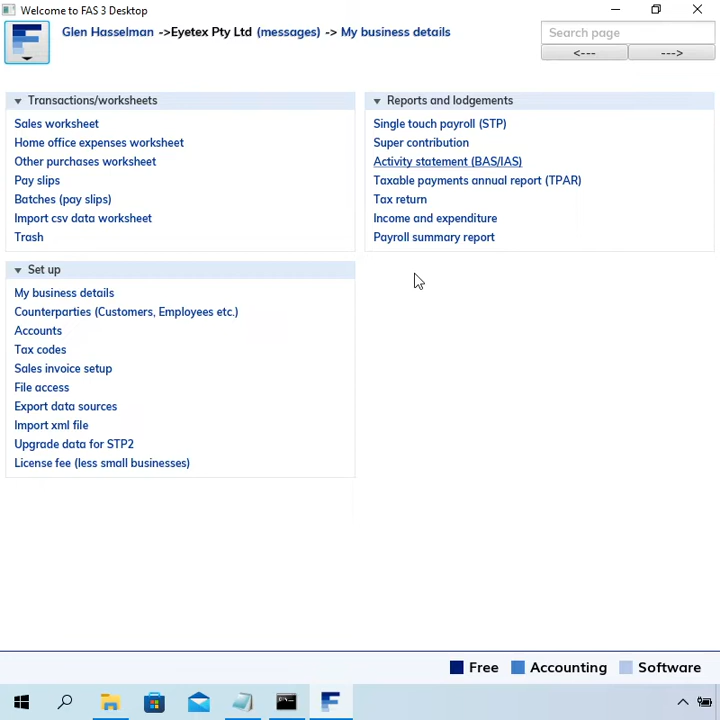 Welcome to FAS 3 Desktop
Glen Hasselman ->Eyetex Pty Ltd (messages) -> My business details
Search page
<---
--->
Transactions/worksheets
Sales worksheet
Home office expenses worksheet
Other purchases worksheet
Pay slips
Batches (pay slips)
Import csv data worksheet
Trash
Reports and lodgements
Single touch payroll (STP)
Super contribution
Activity statement (BAS/IAS)
Taxable payments annual report (TPAR)
Tax return
Income and expenditure
Payroll summary report
Set up
My business details
Counterparties (Customers, Employees etc.)
Accounts
Tax codes
Sales invoice setup
File access
Export data sources
Import xml file
Upgrade data for STP2
License fee (less small businesses)
Free Accounting Software